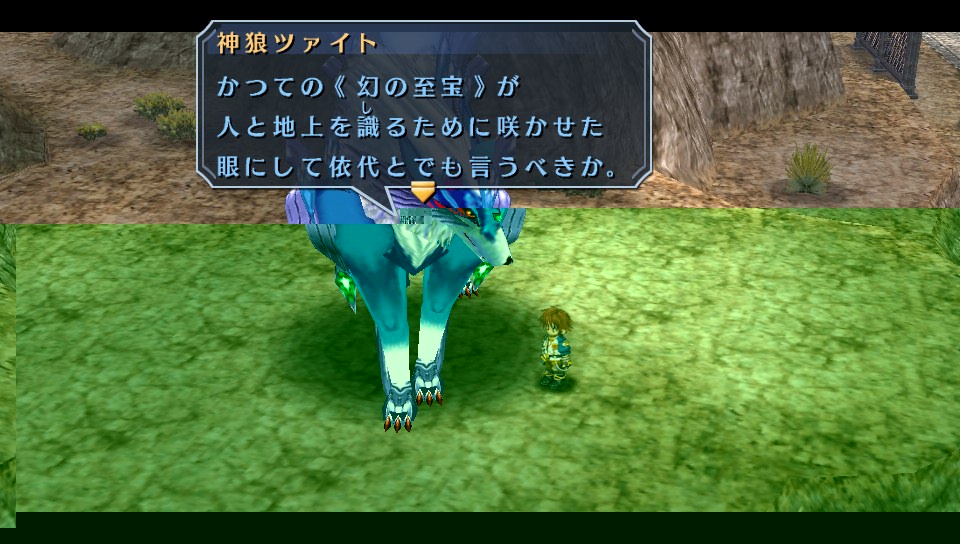 神狼ツァイト
かつての《幻の至宝》が
し
人と地上を識るために咲かせた
眼にして依代とでも言うべきか。